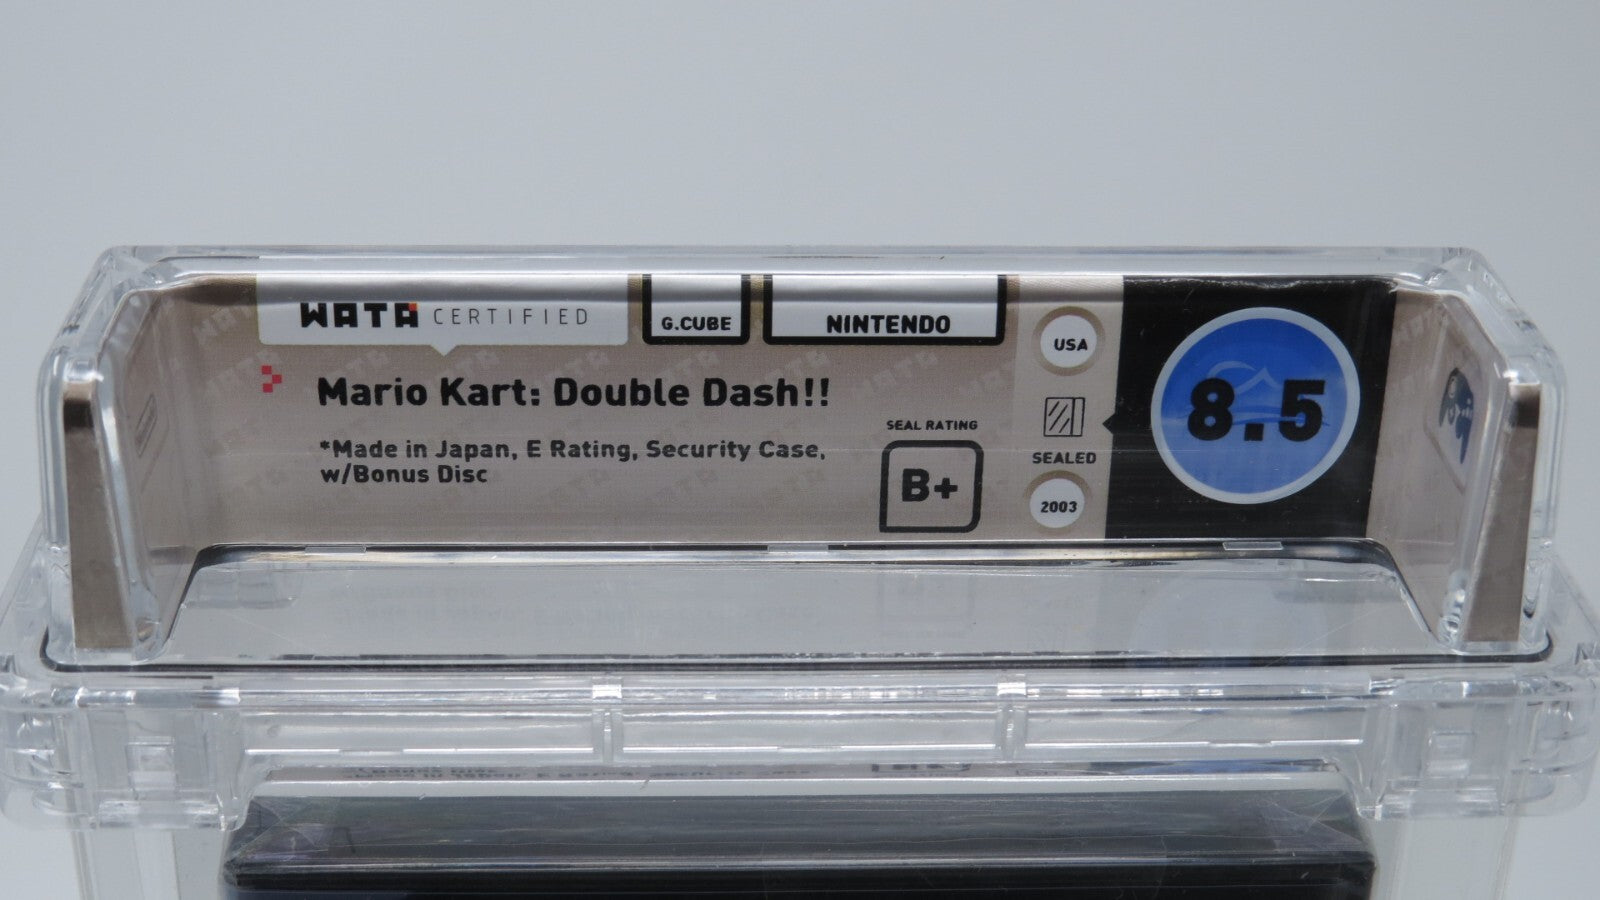 WATA CERTIFIED
G.CUBE
NINTENDO
Mario Kart: Double Dash!!
*Made in Japan, E Rating, Security Case,
w/Bonus Disc
SEAL RATING
B+
USA
SEALED
2003
8.5